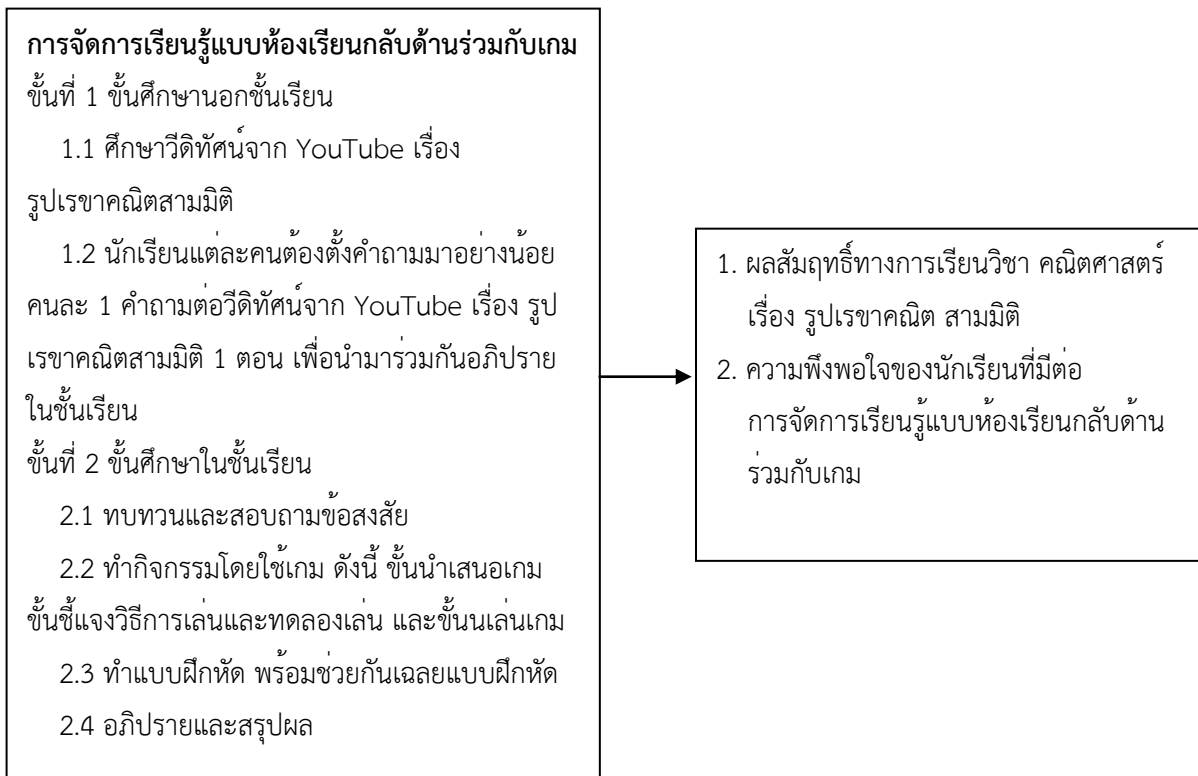 การจัดการเรียนรู้แบบห้องเรียนกลับด้านร่วมกับเกม
ขั้นที่ 1 ขั้นศึกษานอกชั้นเรียน
1.1 ศึกษาวีดิทัศน์จาก YouTube เรื่อง
รูปเรขาคณิตสามมิติ
1.2 นักเรียนแต่ละคนต้องตั้งคำถามมาอย่างน้อย
คนละ 1 คำถามต่อวีดิทัศน์จาก YouTube เรื่อง รูป
เรขาคณิตสามมิติ 1 ตอน เพื่อนำมาร่วมกันอภิปราย
ในชั้นเรียน
ขั้นที่ 2 ขั้นศึกษาในชั้นเรียน
2.1 ทบทวนและสอบถามข้อสงสัย
2.2 ทำกิจกรรมโดยใช้เกม ดังนี้ ขั้นนำเสนอเกม
ขั้นชี้แจงวิธีการเล่นและทดลองเล่น และขั้นนเล่นเกม
2.3 ทำแบบฝึกหัด พร้อมช่วยกันเฉลยแบบฝึกหัด
2.4 อภิปรายและสรุปผล
1. ผลสัมฤทธิ์ทางการเรียนวิชา คณิตศาสตร์
เรื่อง รูปเรขาคณิต สามมิติ
2. ความพึงพอใจของนักเรียนที่มีต่อ
การจัดการเรียนรู้แบบห้องเรียนกลับด้าน
ร่วมกับเกม